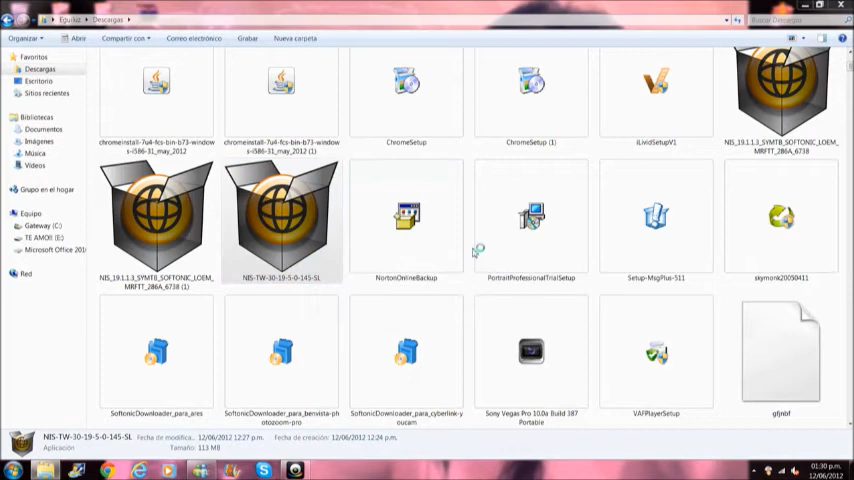 Eguiluz ▸ Descargas ▸
Buscar Descargas
Organizar
Abrir
Compartir con
Correo electrónico
Grabar
Nueva carpeta
Favoritos
Descargas
Escritorio
Sitios recientes
Bibliotecas
Documentos
Imágenes
Música
Vídeos
Grupo en el hogar
Equipo
Gateway (C:)
TE AMO!! (E:)
Microsoft Office 201
Red
chromeinstall-7u4-fcs-bin-b73-window
s-i586-31_may_2012
chromeinstall-7u4-fcs-bin-b73-window
s-i586-31_may_2012 (1)
ChromeSetup
ChromeSetup (1)
iLividSetupV1
NIS_19.1.1.3_SYMTB_SOFTONIC_LOEM_
MRFTT_286A_6738
NIS_19.1.1.3_SYMTB_SOFTONIC_LOEM_
MRFTT_286A_6738 (1)
NIS-TW-30-19-5-0-145-SL
NortonOnlineBackup
PortraitProfessionalTrialSetup
Setup-MsgPlus-511
skymonk20050411
SoftonicDownloader_para_ares
SoftonicDownloader_para_benvista-ph
otozoom-pro
SoftonicDownloader_para_cyberlink-y
oucam
Sony Vegas Pro 10.0a Build 387
Portable
VAFPlayerSetup
gfjnbf
NIS-TW-30-19-5-0-145-SL
Fecha de modifica...
12/06/2012 12:27 p.m.
Fecha de creación: 12/06/2012 12:24 p.m.
Aplicación
Tamaño: 113 MB
01:30 p.m.
12/06/2012